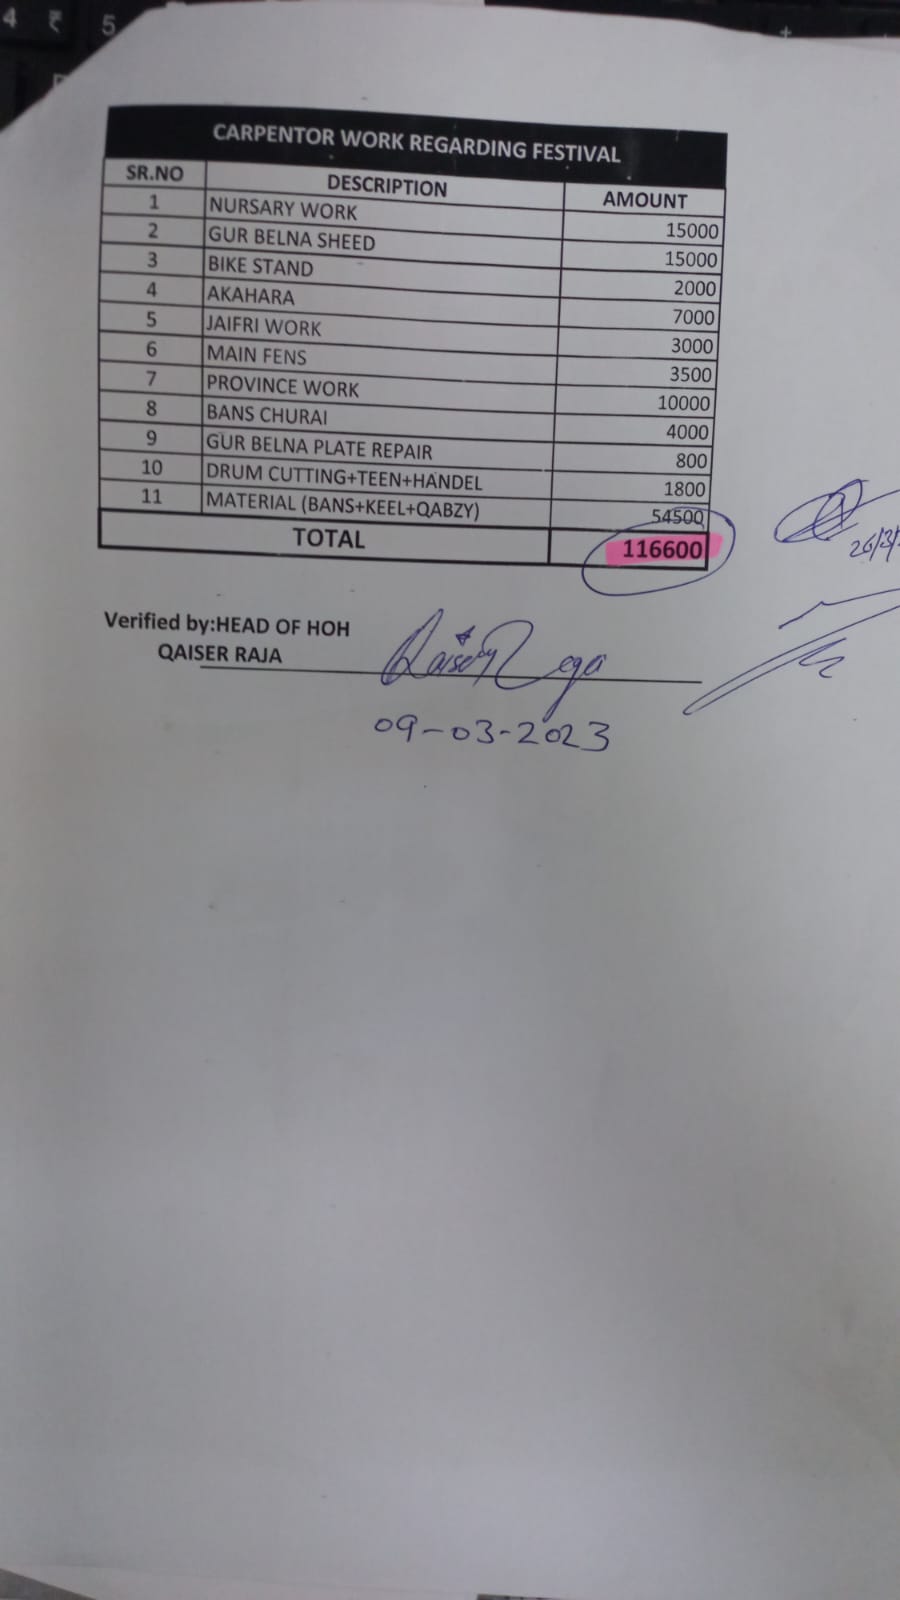 4 ₹ 5
CARPENTOR WORK REGARDING FESTIVAL
SR.NO DESCRIPTION AMOUNT
1 NURSARY WORK 15000
2 GUR BELNA SHEED 15000
3 BIKE STAND 2000
4 AKAHARA 7000
5 JAIFRI WORK 3000
6 MAIN FENS 3500
7 PROVINCE WORK 10000
8 BANS CHURAI 4000
9 GUR BELNA PLATE REPAIR 800
10 DRUM CUTTING+TEEN+HANDEL 1800
11 MATERIAL (BANS+KEEL+QABZY) 54500
TOTAL 116600
26/3/
Verified by:HEAD OF HOH
QAISER RAJA
09-03-2023